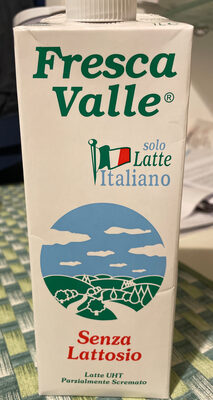 Fresca
Valle®
solo
Latte
Italiano
Senza
Lattosio
Latte UHT
Parzialmente Scremato